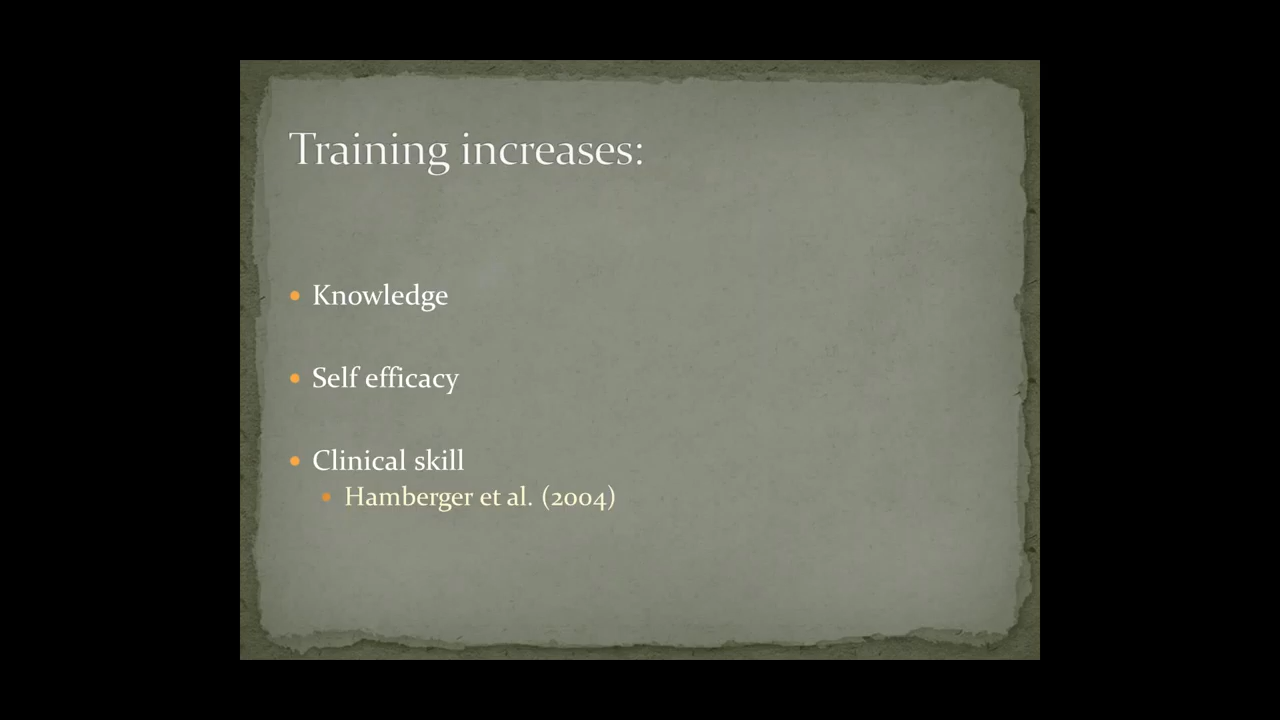 Training increases:
Knowledge
Self efficacy
Clinical skill
Hamberger et al. (2004)